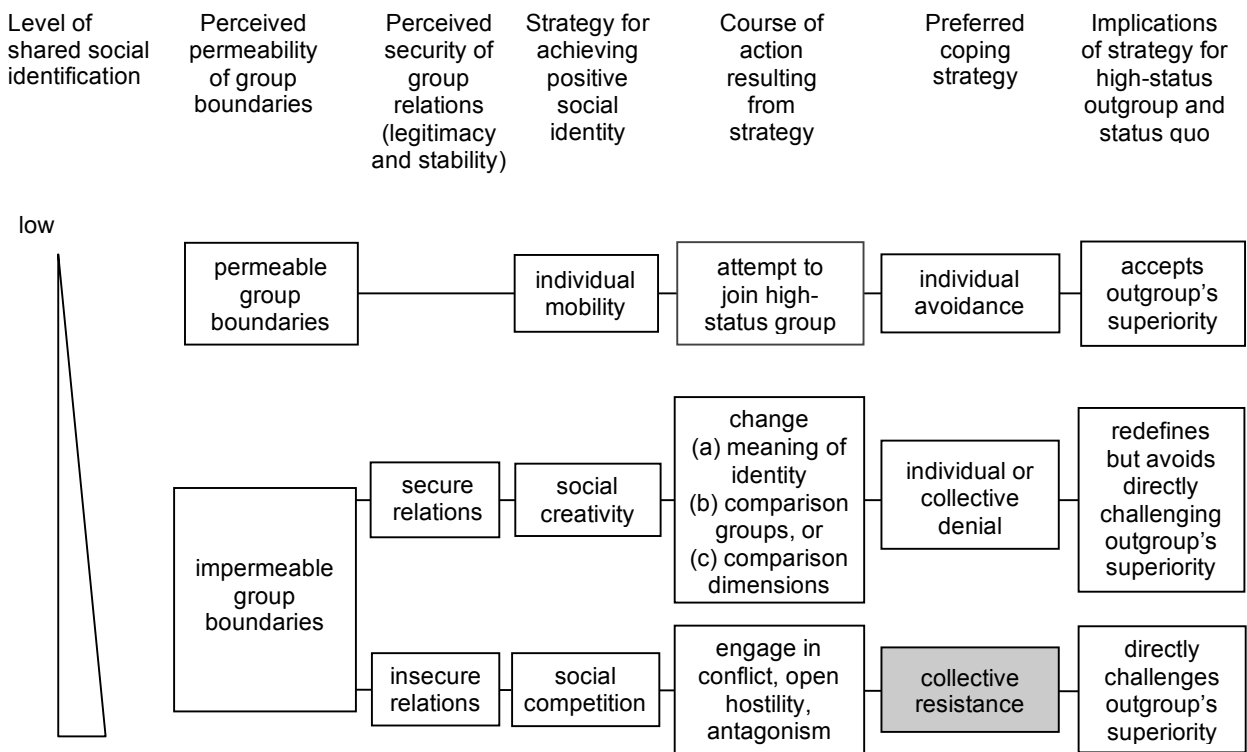 Level of
shared social
identification
Perceived
permeability
of group
boundaries
Perceived
security of
group
relations
(legitimacy
and stability)
Strategy for
achieving
positive
social
identity
Course of
action
resulting
from
strategy
Preferred
coping
strategy
Implications
of strategy for
high-status
outgroup and
status quo
low
permeable
group
boundaries
individual
mobility
attempt to
join high-
status group
individual
avoidance
accepts
outgroup's
superiority
impermeable
group
boundaries
secure
relations
social
creativity
change
(a) meaning of
identity
(b) comparison
groups, or
(c) comparison
dimensions
individual or
collective
denial
redefines
but avoids
directly
challenging
outgroup's
superiority
insecure
relations
social
competition
engage in
conflict, open
hostility,
antagonism
collective
resistance
directly
challenges
outgroup's
superiority